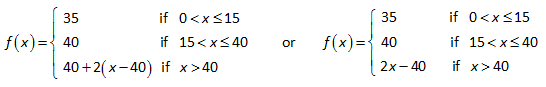 35 if 0<x≤15 35 if 0<x≤15
f(x)={ 40 if 15<x≤40 or f(x)={ 40 if 15<x≤40
40+2(x−40) if x>40 2x−40 if x>40